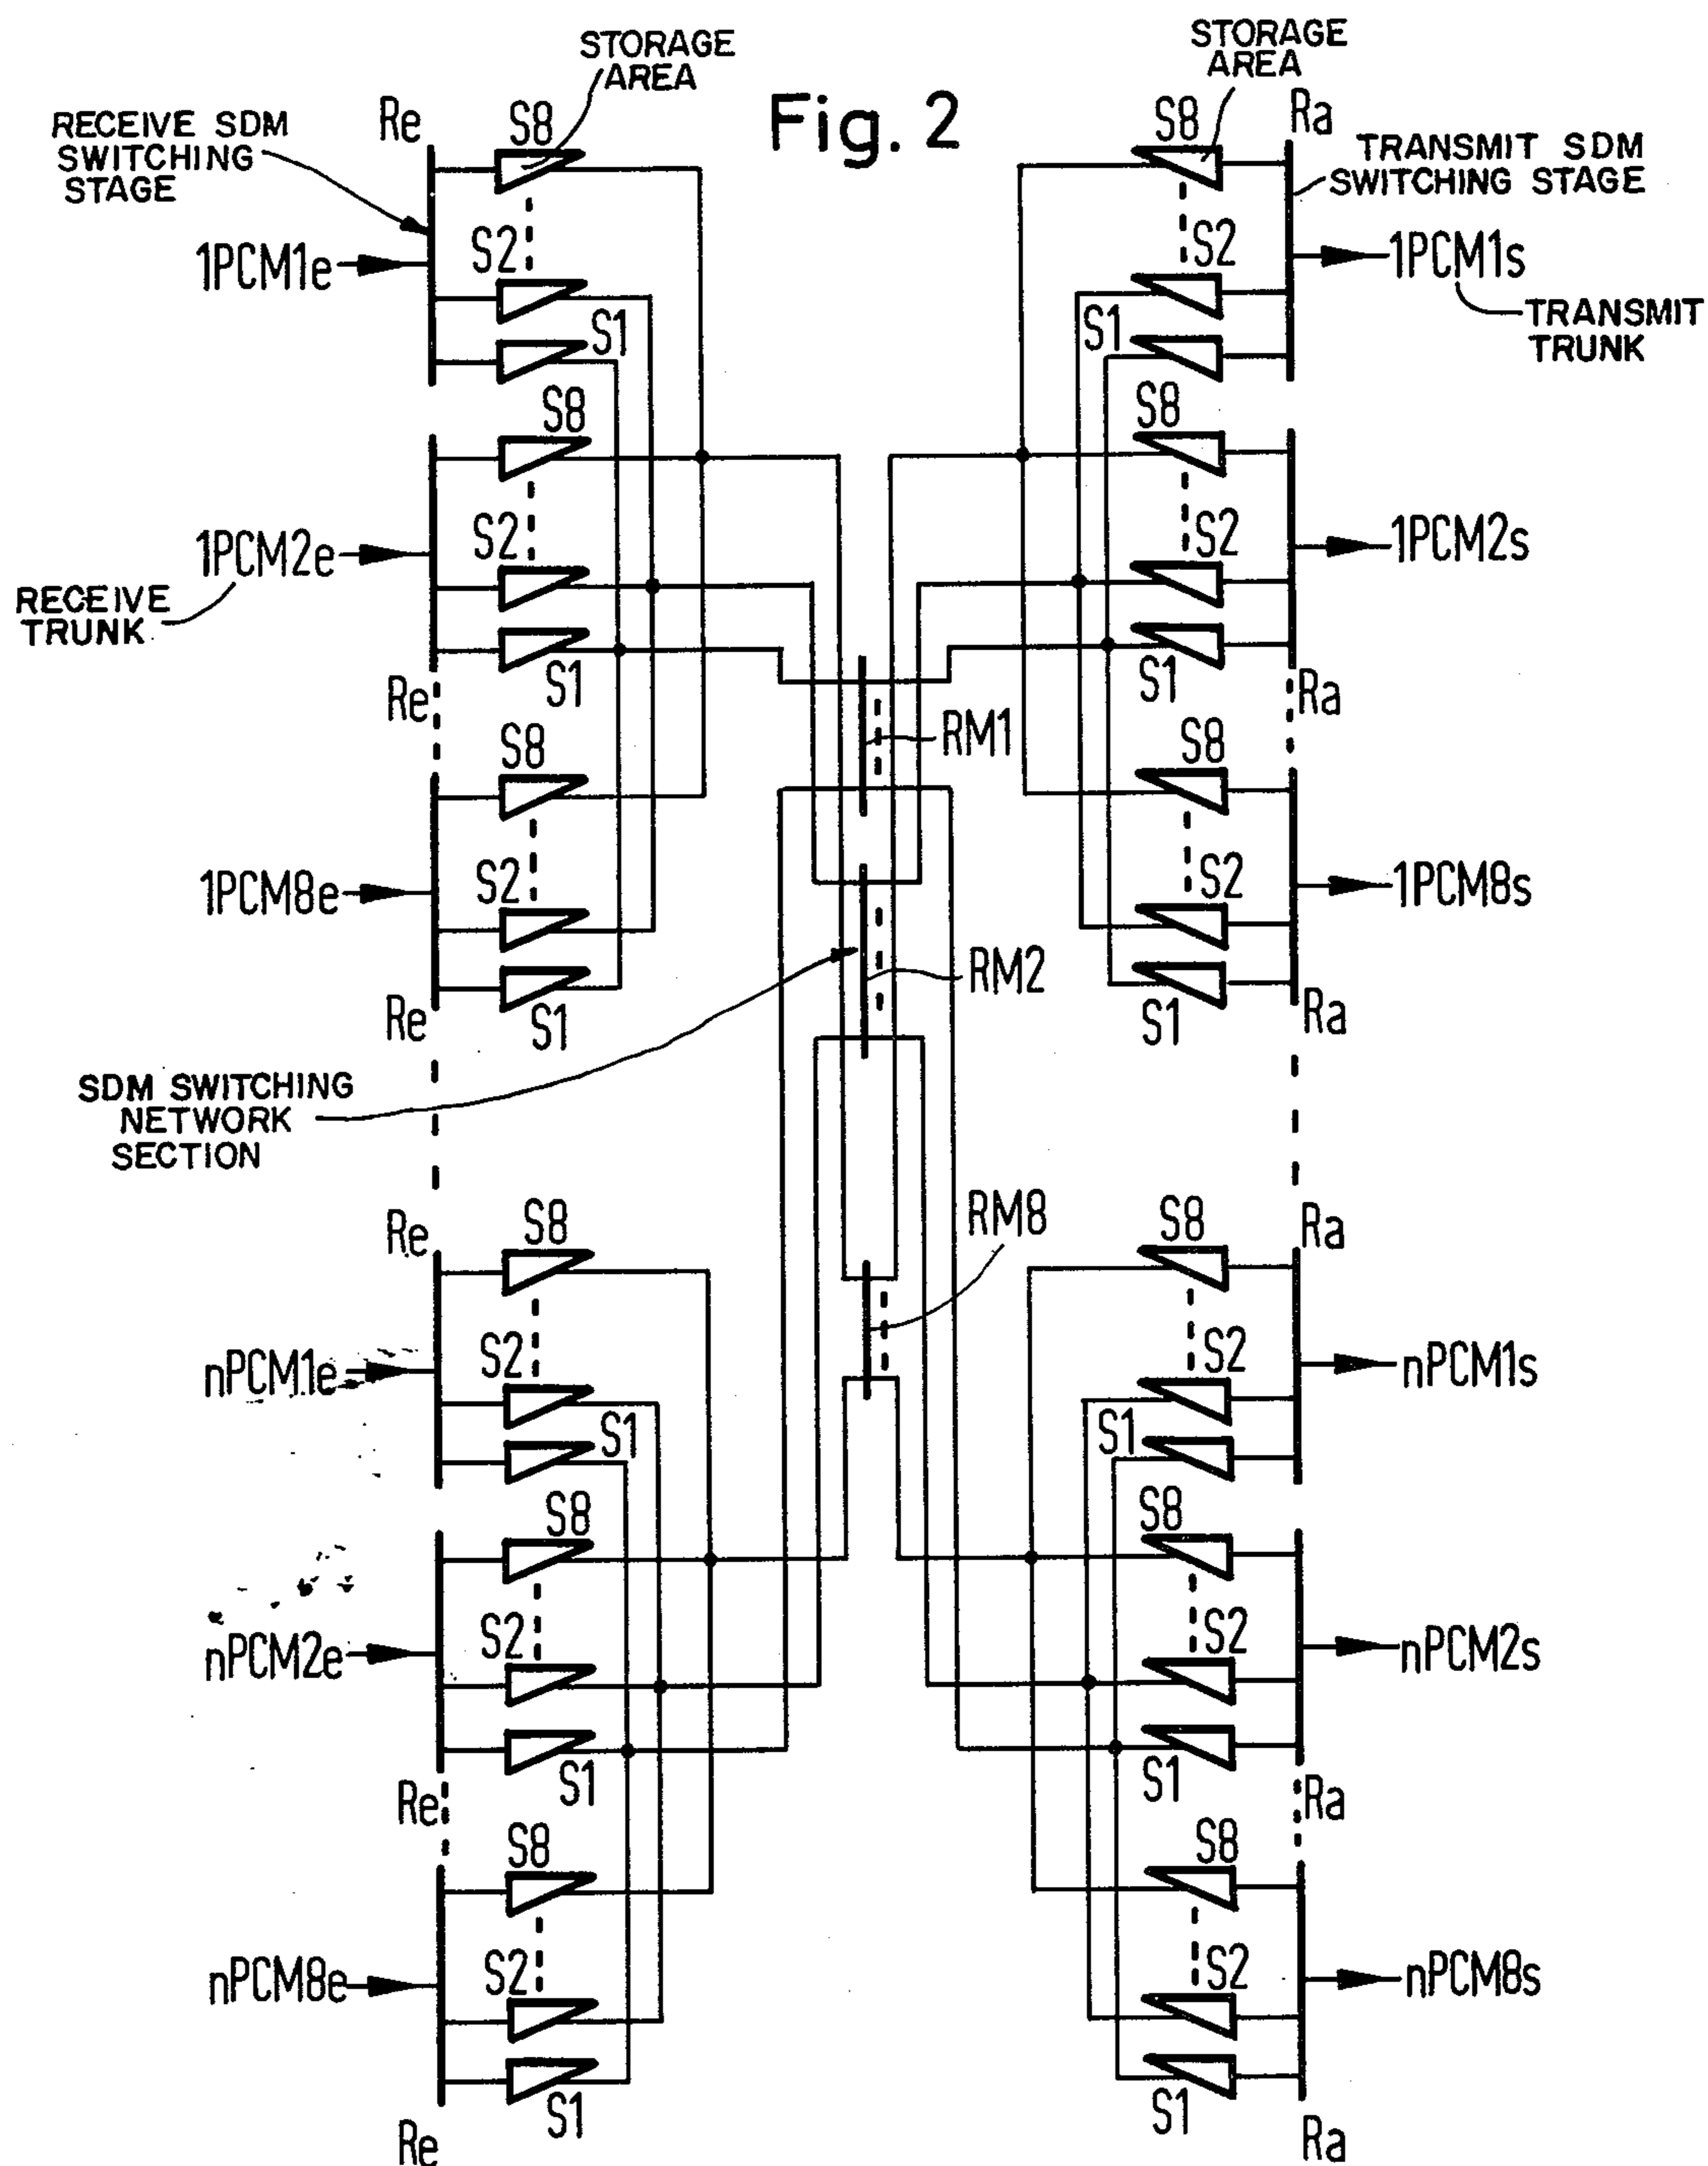 Fig. 2
STORAGE
AREA
STORAGE
AREA
RECEIVE SDM
SWITCHING
STAGE
TRANSMIT SDM
SWITCHING STAGE
Re
S8
S8
Ra
1PCM1e
S2
S2
1PCM1s
TRANSMIT
TRUNK
S1
S1
S8
S8
1PCM2e
S2
S2
1PCM2s
RECEIVE
TRUNK
Re
S1
S1
Ra
RM1
S8
S8
1PCM8e
S2
S2
1PCM8s
RM2
Re
S1
S1
Ra
SDM SWITCHING
NETWORK
SECTION
RM8
Re
S8
S8
Ra
nPCM1e
S2
S2
nPCM1s
S1
S1
S8
S8
nPCM2e
S2
S2
nPCM2s
Re
S1
S1
Ra
S8
S8
nPCM8e
S2
S2
nPCM8s
Re
S1
S1
Ra